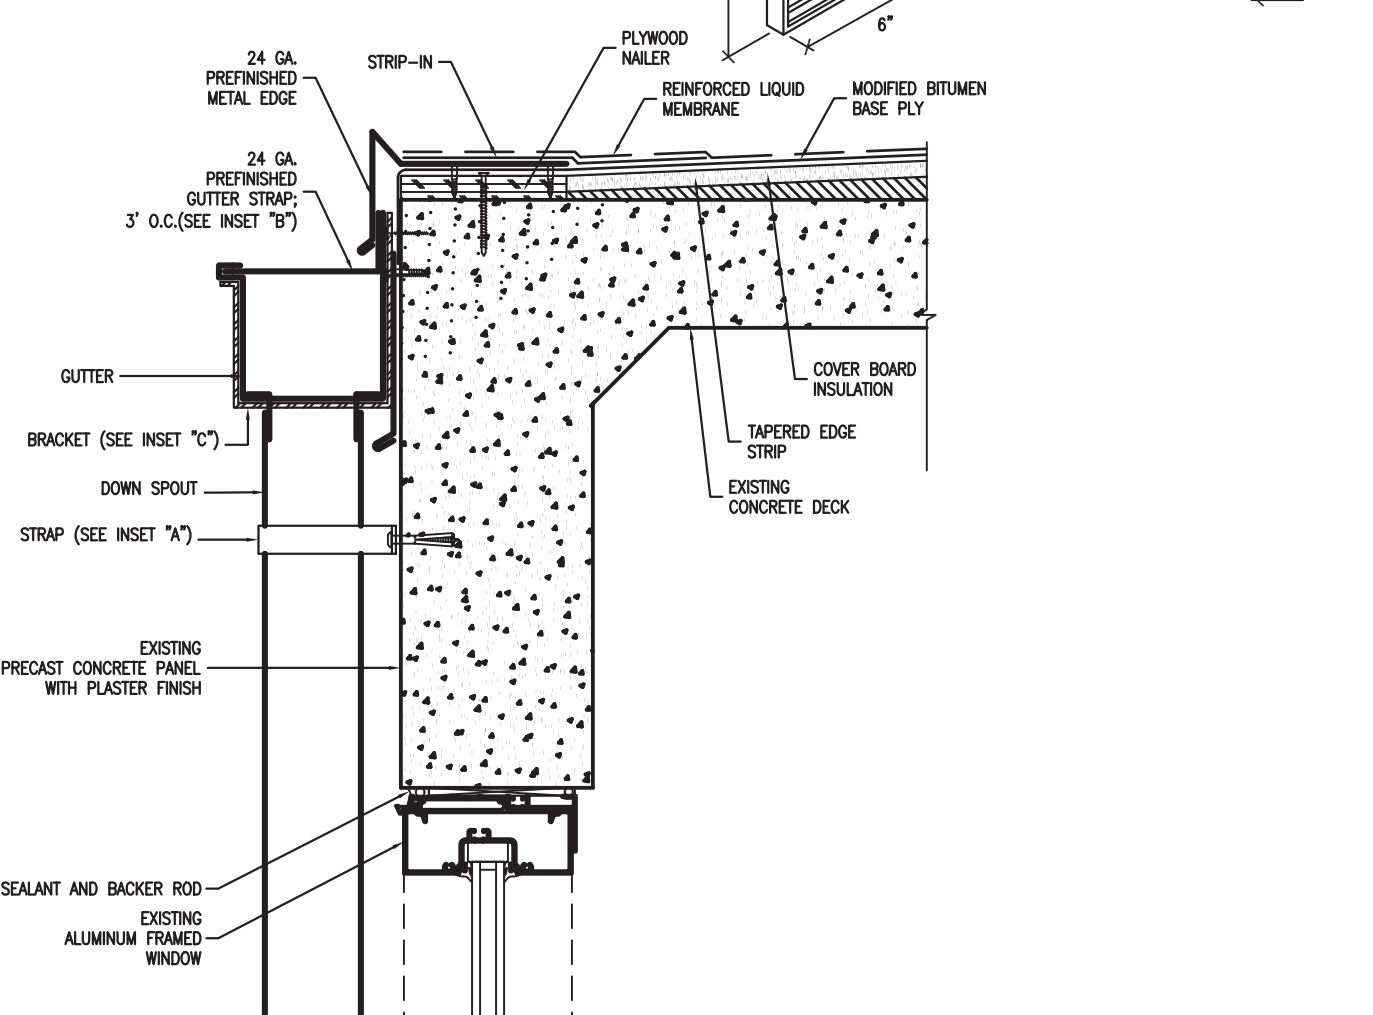 6"
24 GA.
PREFINISHED
METAL EDGE
STRIP-IN
PLYWOOD
NAILER
REINFORCED LIQUID
MEMBRANE
MODIFIED BITUMEN
BASE PLY
24 GA.
PREFINISHED
GUTTER STRAP;
3' O.C.(SEE INSET "B")
GUTTER
BRACKET (SEE INSET "C")
DOWN SPOUT
STRAP (SEE INSET "A")
COVER BOARD
INSULATION
TAPERED EDGE
STRIP
EXISTING
CONCRETE DECK
EXISTING
PRECAST CONCRETE PANEL
WITH PLASTER FINISH
SEALANT AND BACKER ROD
EXISTING
ALUMINUM FRAMED
WINDOW